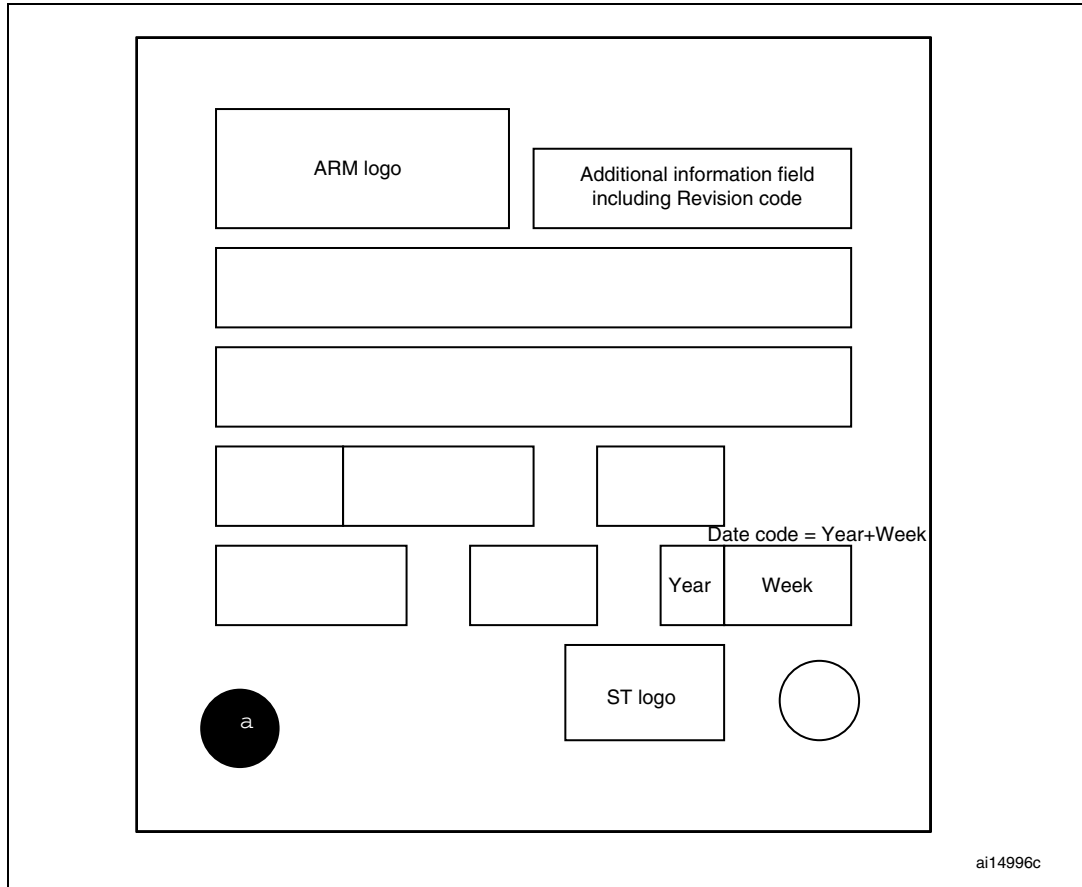 ARM logo
Additional information field
including Revision code
Date code = Year+Week
Year
Week
ST logo
a
ai14996c